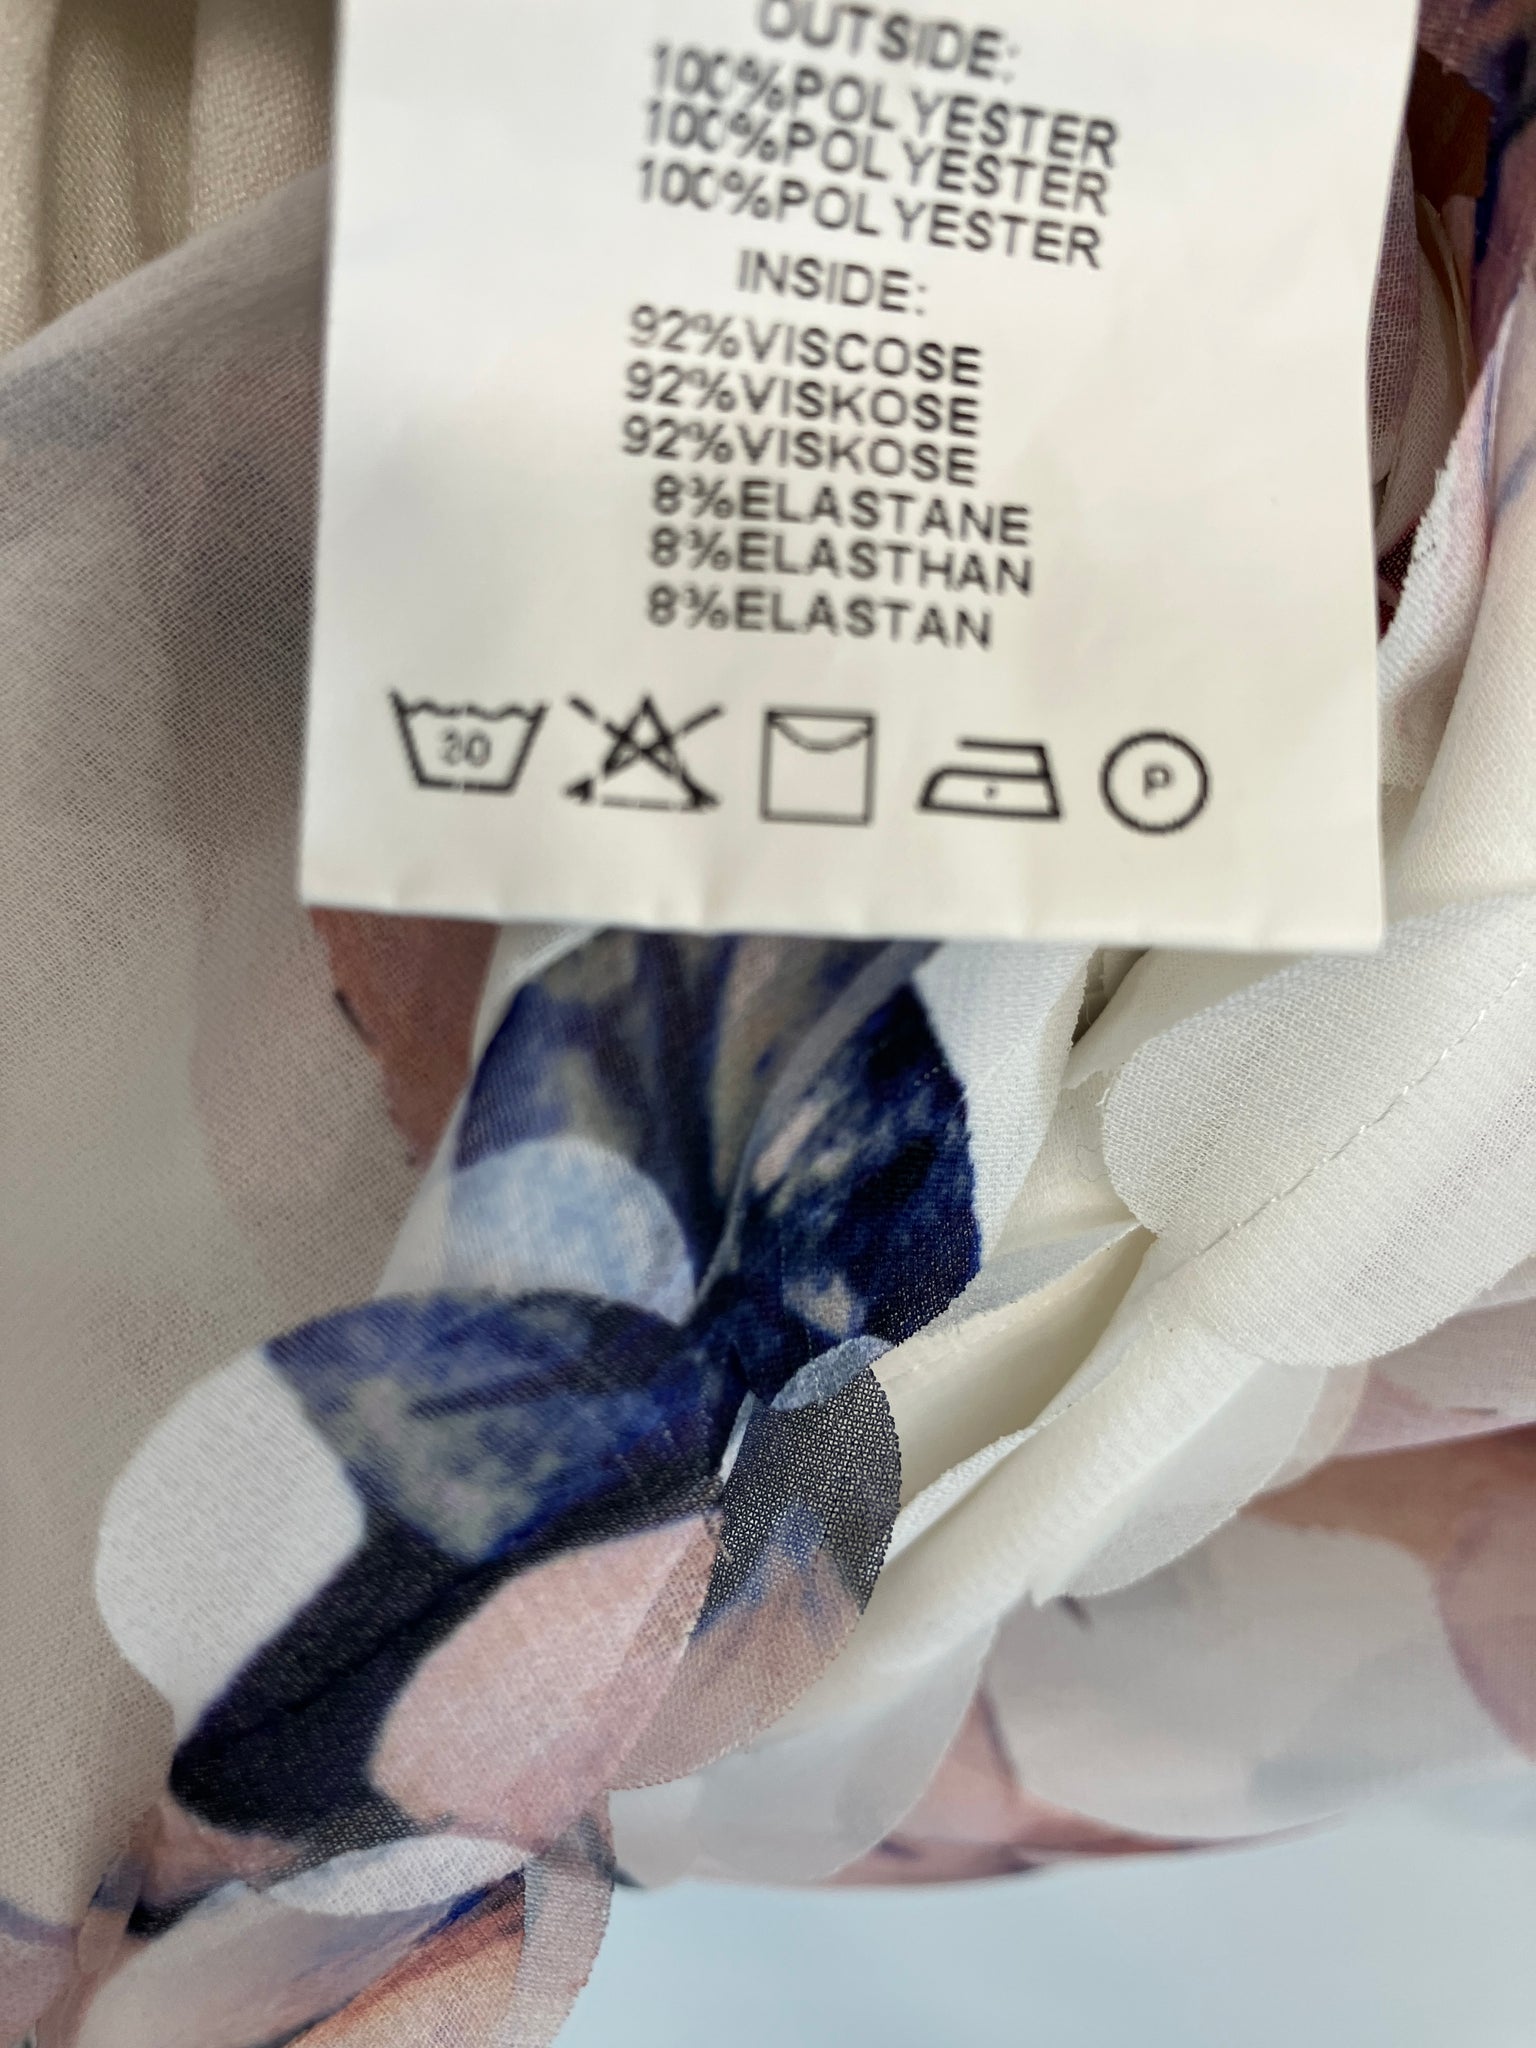 OUTSIDE:
100%POLYESTER
100%POLYESTER
100%POLYESTER
INSIDE:
92%VISCOSE
92%VISKOSE
92%VISKOSE
8%ELASTANE
8%ELASTHAN
8%ELASTAN
30
P